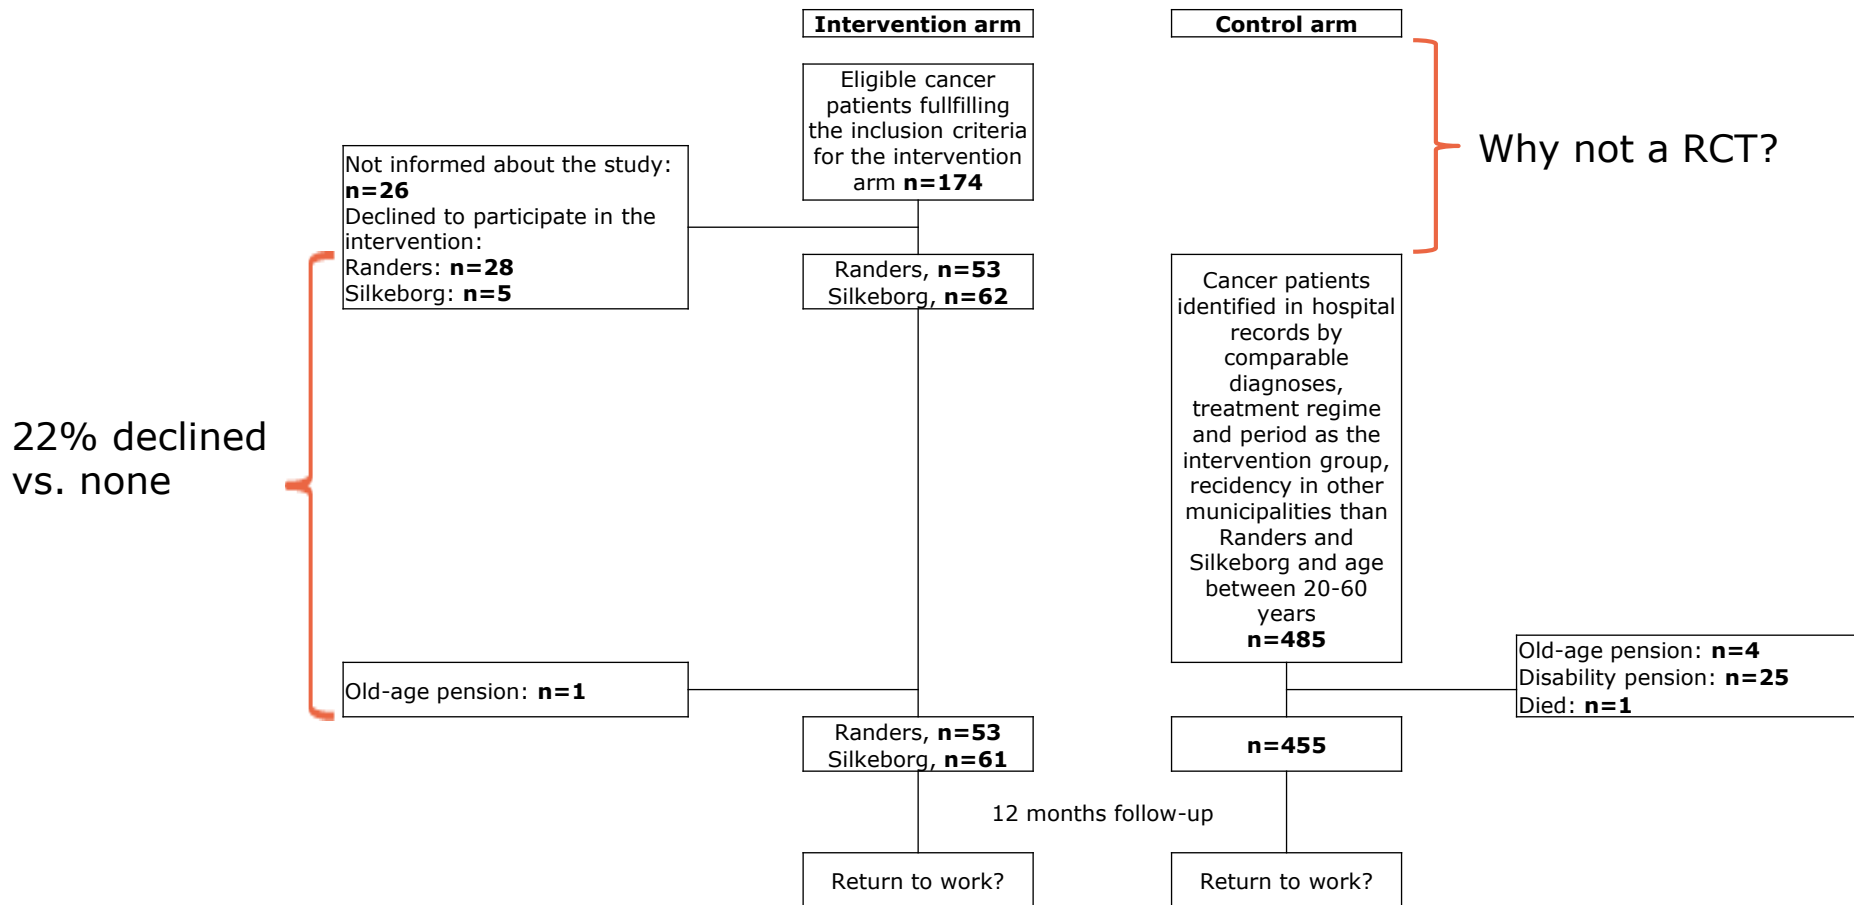 Intervention arm
Control arm
Eligible cancer
patients fullfilling
the inclusion criteria
for the intervention
arm n=174
Why not a RCT?
Not informed about the study:
n=26
Declined to participate in the
intervention:
Randers: n=28
Silkeborg: n=5
Randers, n=53
Silkeborg, n=62
Cancer patients
identified in hospital
records by
comparable
diagnoses,
treatment regime
and period as the
intervention group,
recidency in other
municipalities than
Randers and
Silkeborg and age
between 20-60
years
n=485
22% declined
vs. none
Old-age pension: n=1
Old-age pension: n=4
Disability pension: n=25
Died: n=1
Randers, n=53
Silkeborg, n=61
n=455
12 months follow-up
Return to work?
Return to work?